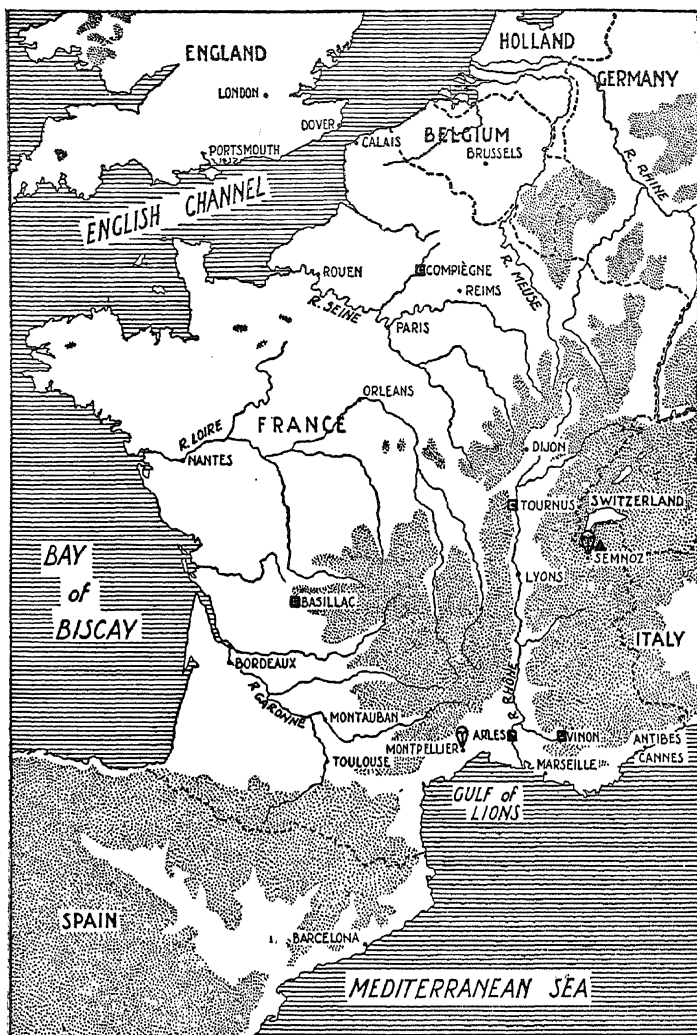 ENGLAND
HOLLAND
GERMANY
LONDON
DOVER
CALAIS
BELGIUM
BRUSSELS
PORTSMOUTH
R. RHINE
ENGLISH CHANNEL
ROUEN
COMPIÈGNE
REIMS
R. MEUSE
R. SEINE
PARIS
ORLEANS
R. LOIRE
FRANCE
NANTES
DIJON
TOURNUS
SWITZERLAND
SEMNOZ
BAY
of
BISCAY
LYONS
BASILLAC
ITALY
BORDEAUX
R. GARONNE
R. RHONE
MONTAUBAN
MONTPELLIER
ARLES
VINON
ANTIBES
CANNES
TOULOUSE
MARSEILLE
GULF of
LIONS
SPAIN
BARCELONA
MEDITERRANEAN SEA